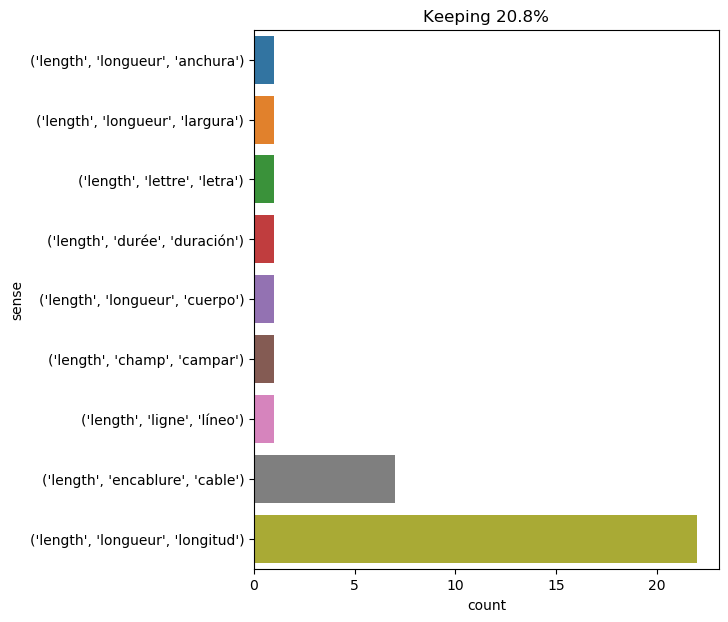 Keeping 20.8%
('length', 'longueur', 'anchura')
('length', 'longueur', 'largura')
('length', 'lettre', 'letra')
('length', 'durée', 'duración')
('length', 'longueur', 'cuerpo')
('length', 'champ', 'campar')
('length', 'ligne', 'líneo')
('length', 'encablure', 'cable')
('length', 'longueur', 'longitud')
sense
0 5 10 15 20
count